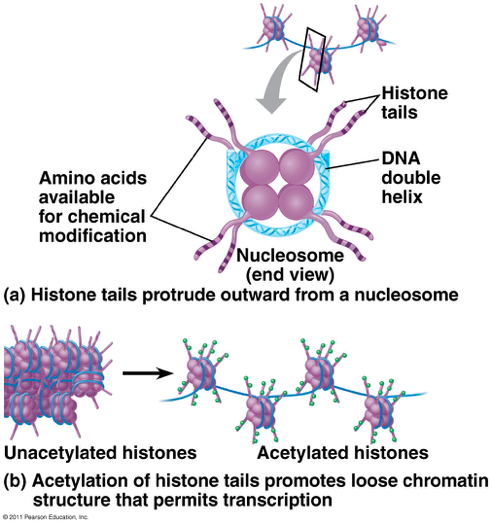 Histone
tails
DNA
double
helix
Amino acids
available
for chemical
modification
Nucleosome
(end view)
(a) Histone tails protrude outward from a nucleosome
Unacetylated histones
Acetylated histones
(b) Acetylation of histone tails promotes loose chromatin
structure that permits transcription
© 2011 Pearson Education, Inc.